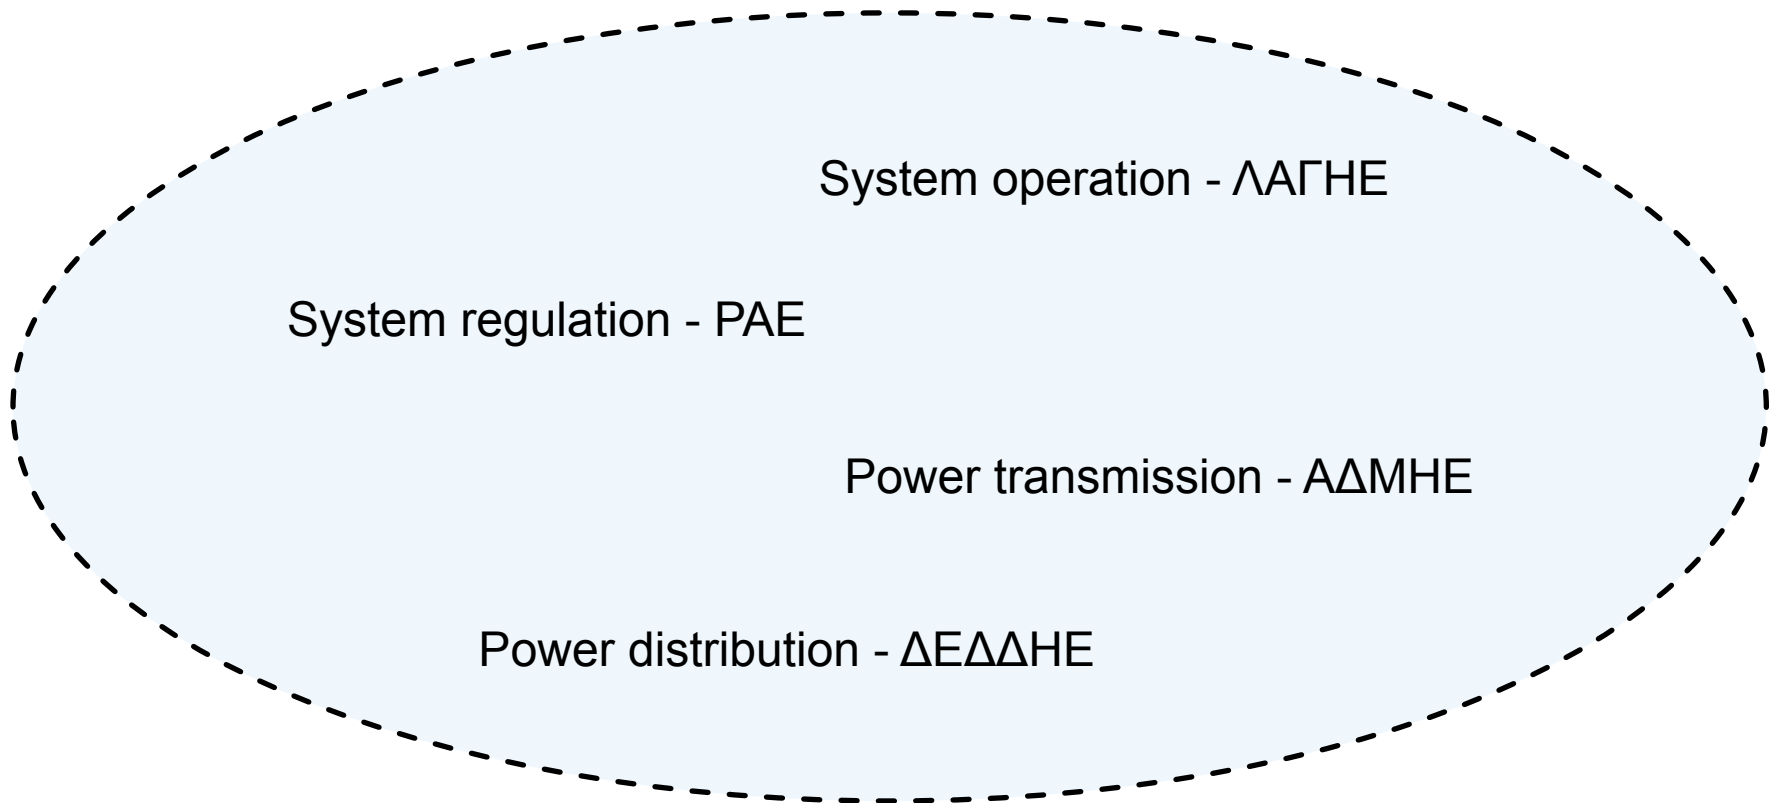 System operation - ΛΑΓΗΕ
System regulation - ΡΑΕ
Power transmission - ΑΔΜΗΕ
Power distribution - ΔΕΔΔΗΕ